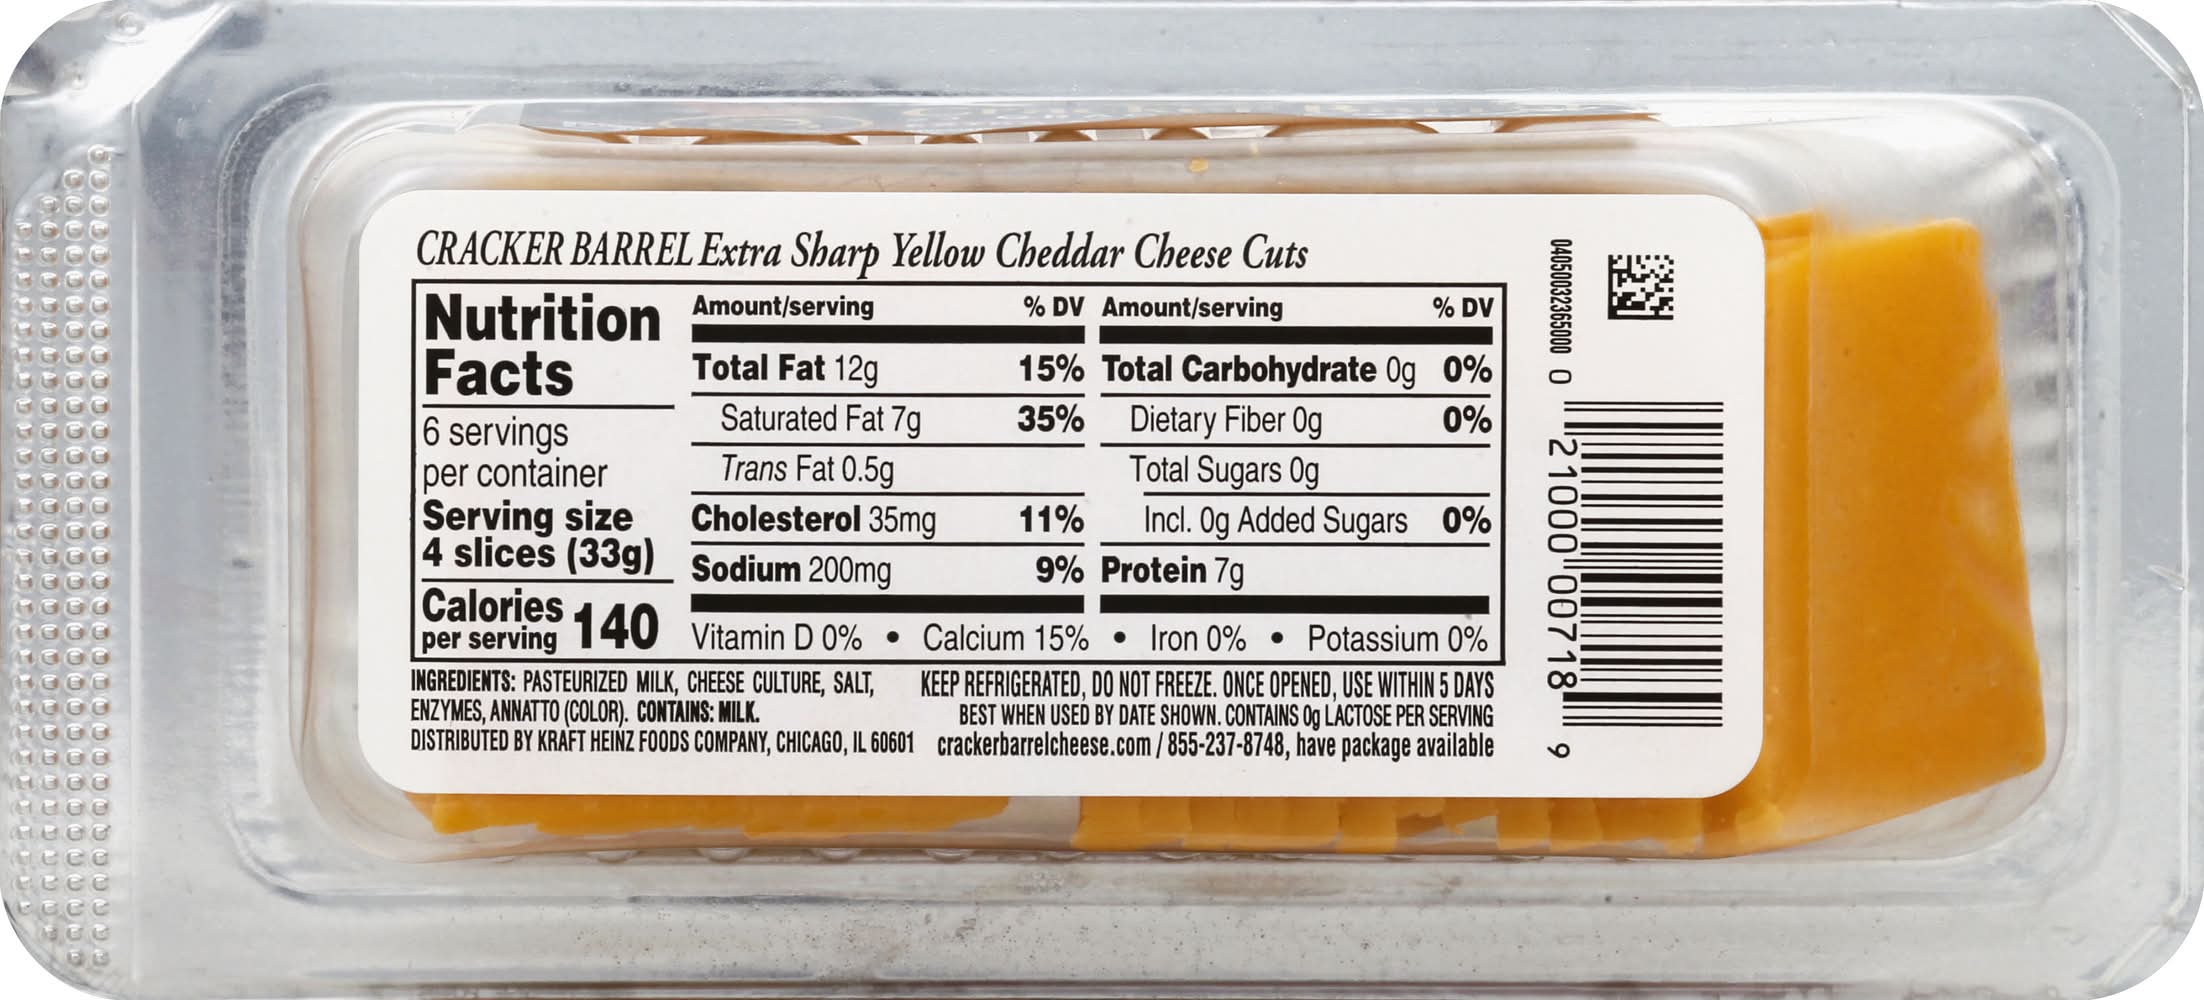 CRACKER BARREL Extra Sharp Yellow Cheddar Cheese Cuts
Nutrition
Facts
6 servings
per container
Serving size
4 slices (33g)
Calories
per serving 140
Amount/serving % DV
Total Fat 12g 15%
Saturated Fat 7g 35%
Trans Fat 0.5g
Cholesterol 35mg 11%
Sodium 200mg 9%
Amount/serving % DV
Total Carbohydrate 0g 0%
Dietary Fiber 0g 0%
Total Sugars 0g
Incl. 0g Added Sugars 0%
Protein 7g
Vitamin D 0% • Calcium 15% • Iron 0% • Potassium 0%
INGREDIENTS: PASTEURIZED MILK, CHEESE CULTURE, SALT,
ENZYMES, ANNATTO (COLOR). CONTAINS: MILK.
DISTRIBUTED BY KRAFT HEINZ FOODS COMPANY, CHICAGO, IL 60601
KEEP REFRIGERATED, DO NOT FREEZE. ONCE OPENED, USE WITHIN 5 DAYS
BEST WHEN USED BY DATE SHOWN. CONTAINS 0g LACTOSE PER SERVING
crackerbarrelcheese.com / 855-237-8748, have package available
04050032365000
0 21000 00718 9